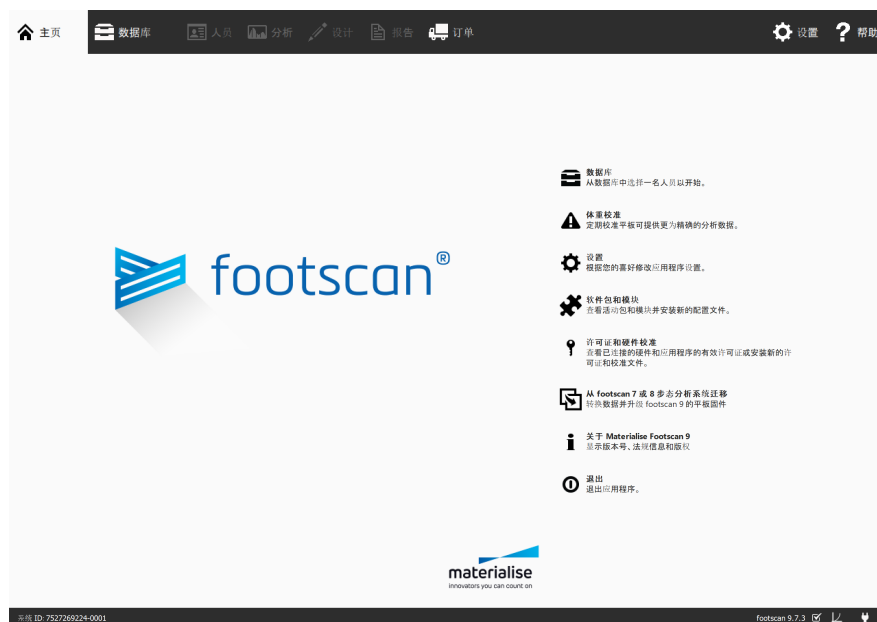 主页 数据库 人员 分析 设计 报告 订单 设置 帮助
数据库
从数据库中选择一名人员以开始。
体重校准
定期校准平板可提供更为精确的分析数据。
设置
根据您的喜好修改应用程序设置。
软件包和模块
查看活动包和模块并安装新的配置文件。
许可证和硬件校准
查看已连接的硬件和应用程序的有效许可证或安装新的许
可证和校准文件。
从 footscan 7 或 8 步态分析系统迁移
转换数据并升级 footscan 9 的平板固件
关于 Materialise Footscan 9
显示版本号、法规信息和版权
退出
退出应用程序。
footscan®
materialise
innovators you can count on
系统 ID: 7527269224-0001
footscan 9.7.3